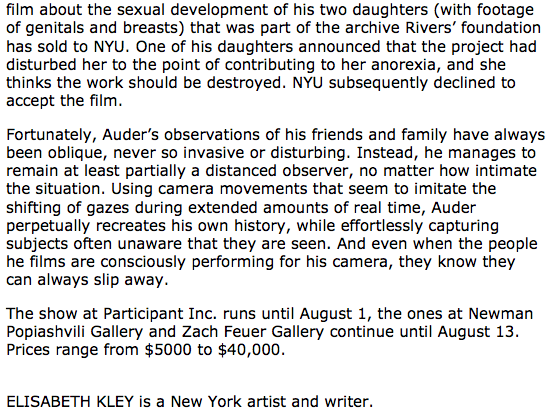 film about the sexual development of his two daughters (with footage
of genitals and breasts) that was part of the archive Rivers’ foundation
has sold to NYU. One of his daughters announced that the project had
disturbed her to the point of contributing to her anorexia, and she
thinks the work should be destroyed. NYU subsequently declined to
accept the film.
Fortunately, Auder’s observations of his friends and family have always
been oblique, never so invasive or disturbing. Instead, he manages to
remain at least partially a distanced observer, no matter how intimate
the situation. Using camera movements that seem to imitate the
shifting of gazes during extended amounts of real time, Auder
perpetually recreates his own history, while effortlessly capturing
subjects often unaware that they are seen. And even when the people
he films are consciously performing for his camera, they know they
can always slip away.
The show at Participant Inc. runs until August 1, the ones at Newman
Popiashvili Gallery and Zach Feuer Gallery continue until August 13.
Prices range from $5000 to $40,000.
ELISABETH KLEY is a New York artist and writer.